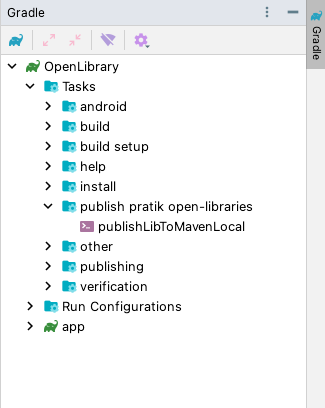 Gradle
Gradle
OpenLibrary
Tasks
android
build
build setup
help
install
publish pratik open-libraries
publishLibToMavenLocal
other
publishing
verification
Run Configurations
app